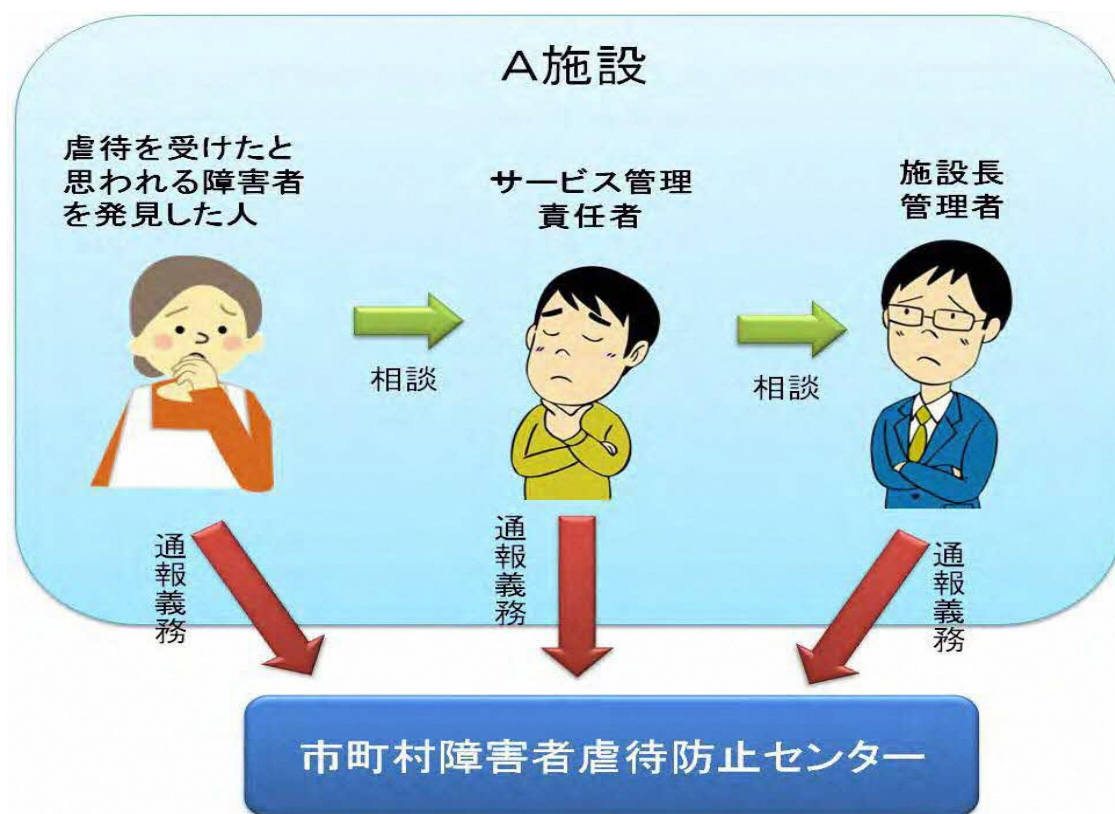 A施設
虐待を受けたと
思われる障害者
を発見した人
サービス管理
責任者
施設長
管理者
相談
相談
通報義務
通報義務
通報義務
市町村障害者虐待防止センター